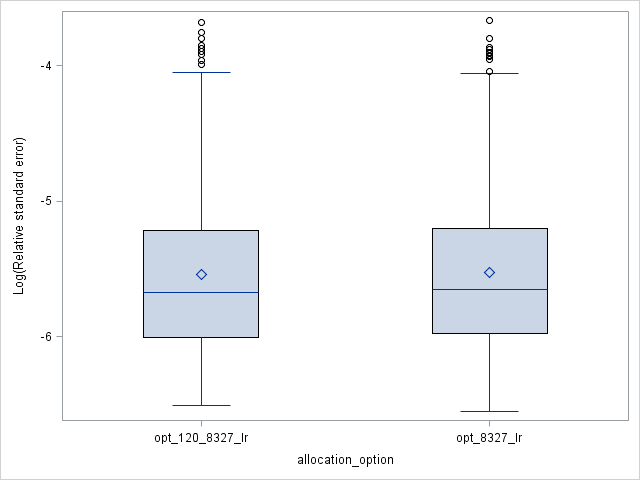 -4
-5
-6
Log(Relative standard error)
opt_120_8327_lr
opt_8327_lr
allocation_option